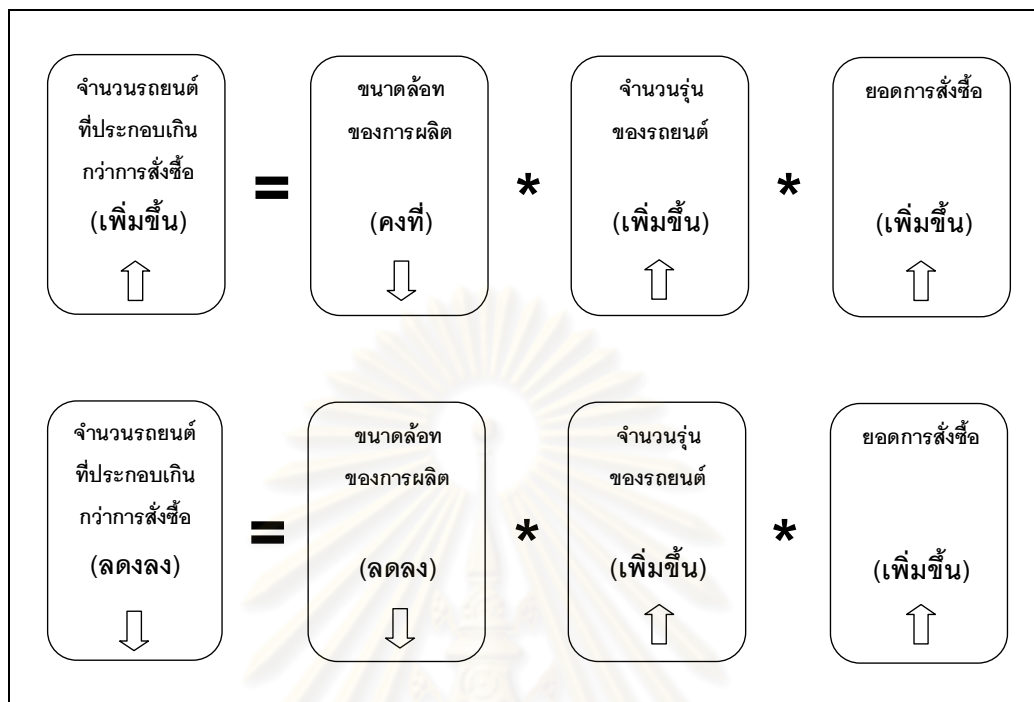 จำนวนรถยนต์
ที่ประกอบเกิน
กว่าการสั่งซื้อ
(เพิ่มขึ้น)
=
ขนาดล้อท
ของการผลิต
(คงที่)
*
จำนวนรุ่น
ของรถยนต์
(เพิ่มขึ้น)
*
ยอดการสั่งซื้อ
(เพิ่มขึ้น)
จำนวนรถยนต์
ที่ประกอบเกิน
กว่าการสั่งซื้อ
(ลดงลง)
=
ขนาดล้อท
ของการผลิต
(ลดลง)
*
จำนวนรุ่น
ของรถยนต์
(เพิ่มขึ้น)
*
ยอดการสั่งซื้อ
(เพิ่มขึ้น)